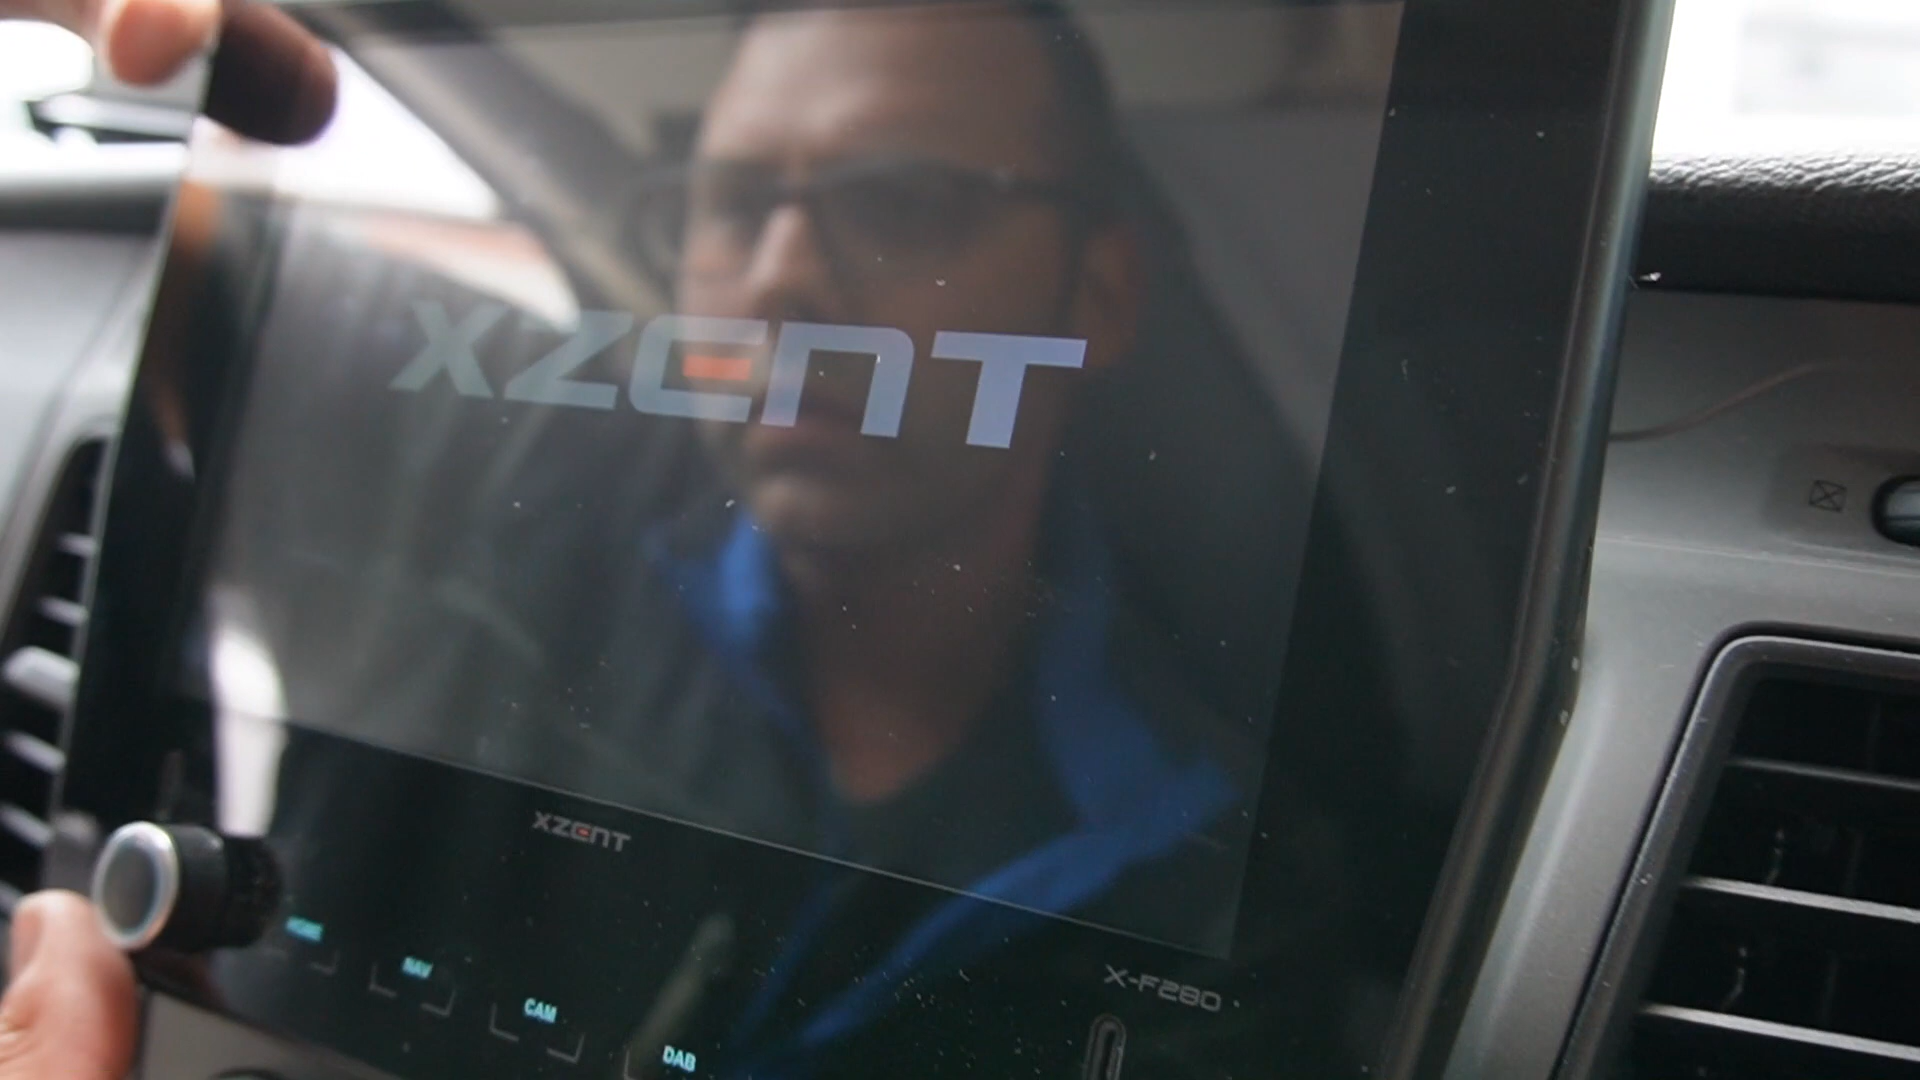 XZENT
XZENT
X-F280
HOME
NAV
CAM
DAB